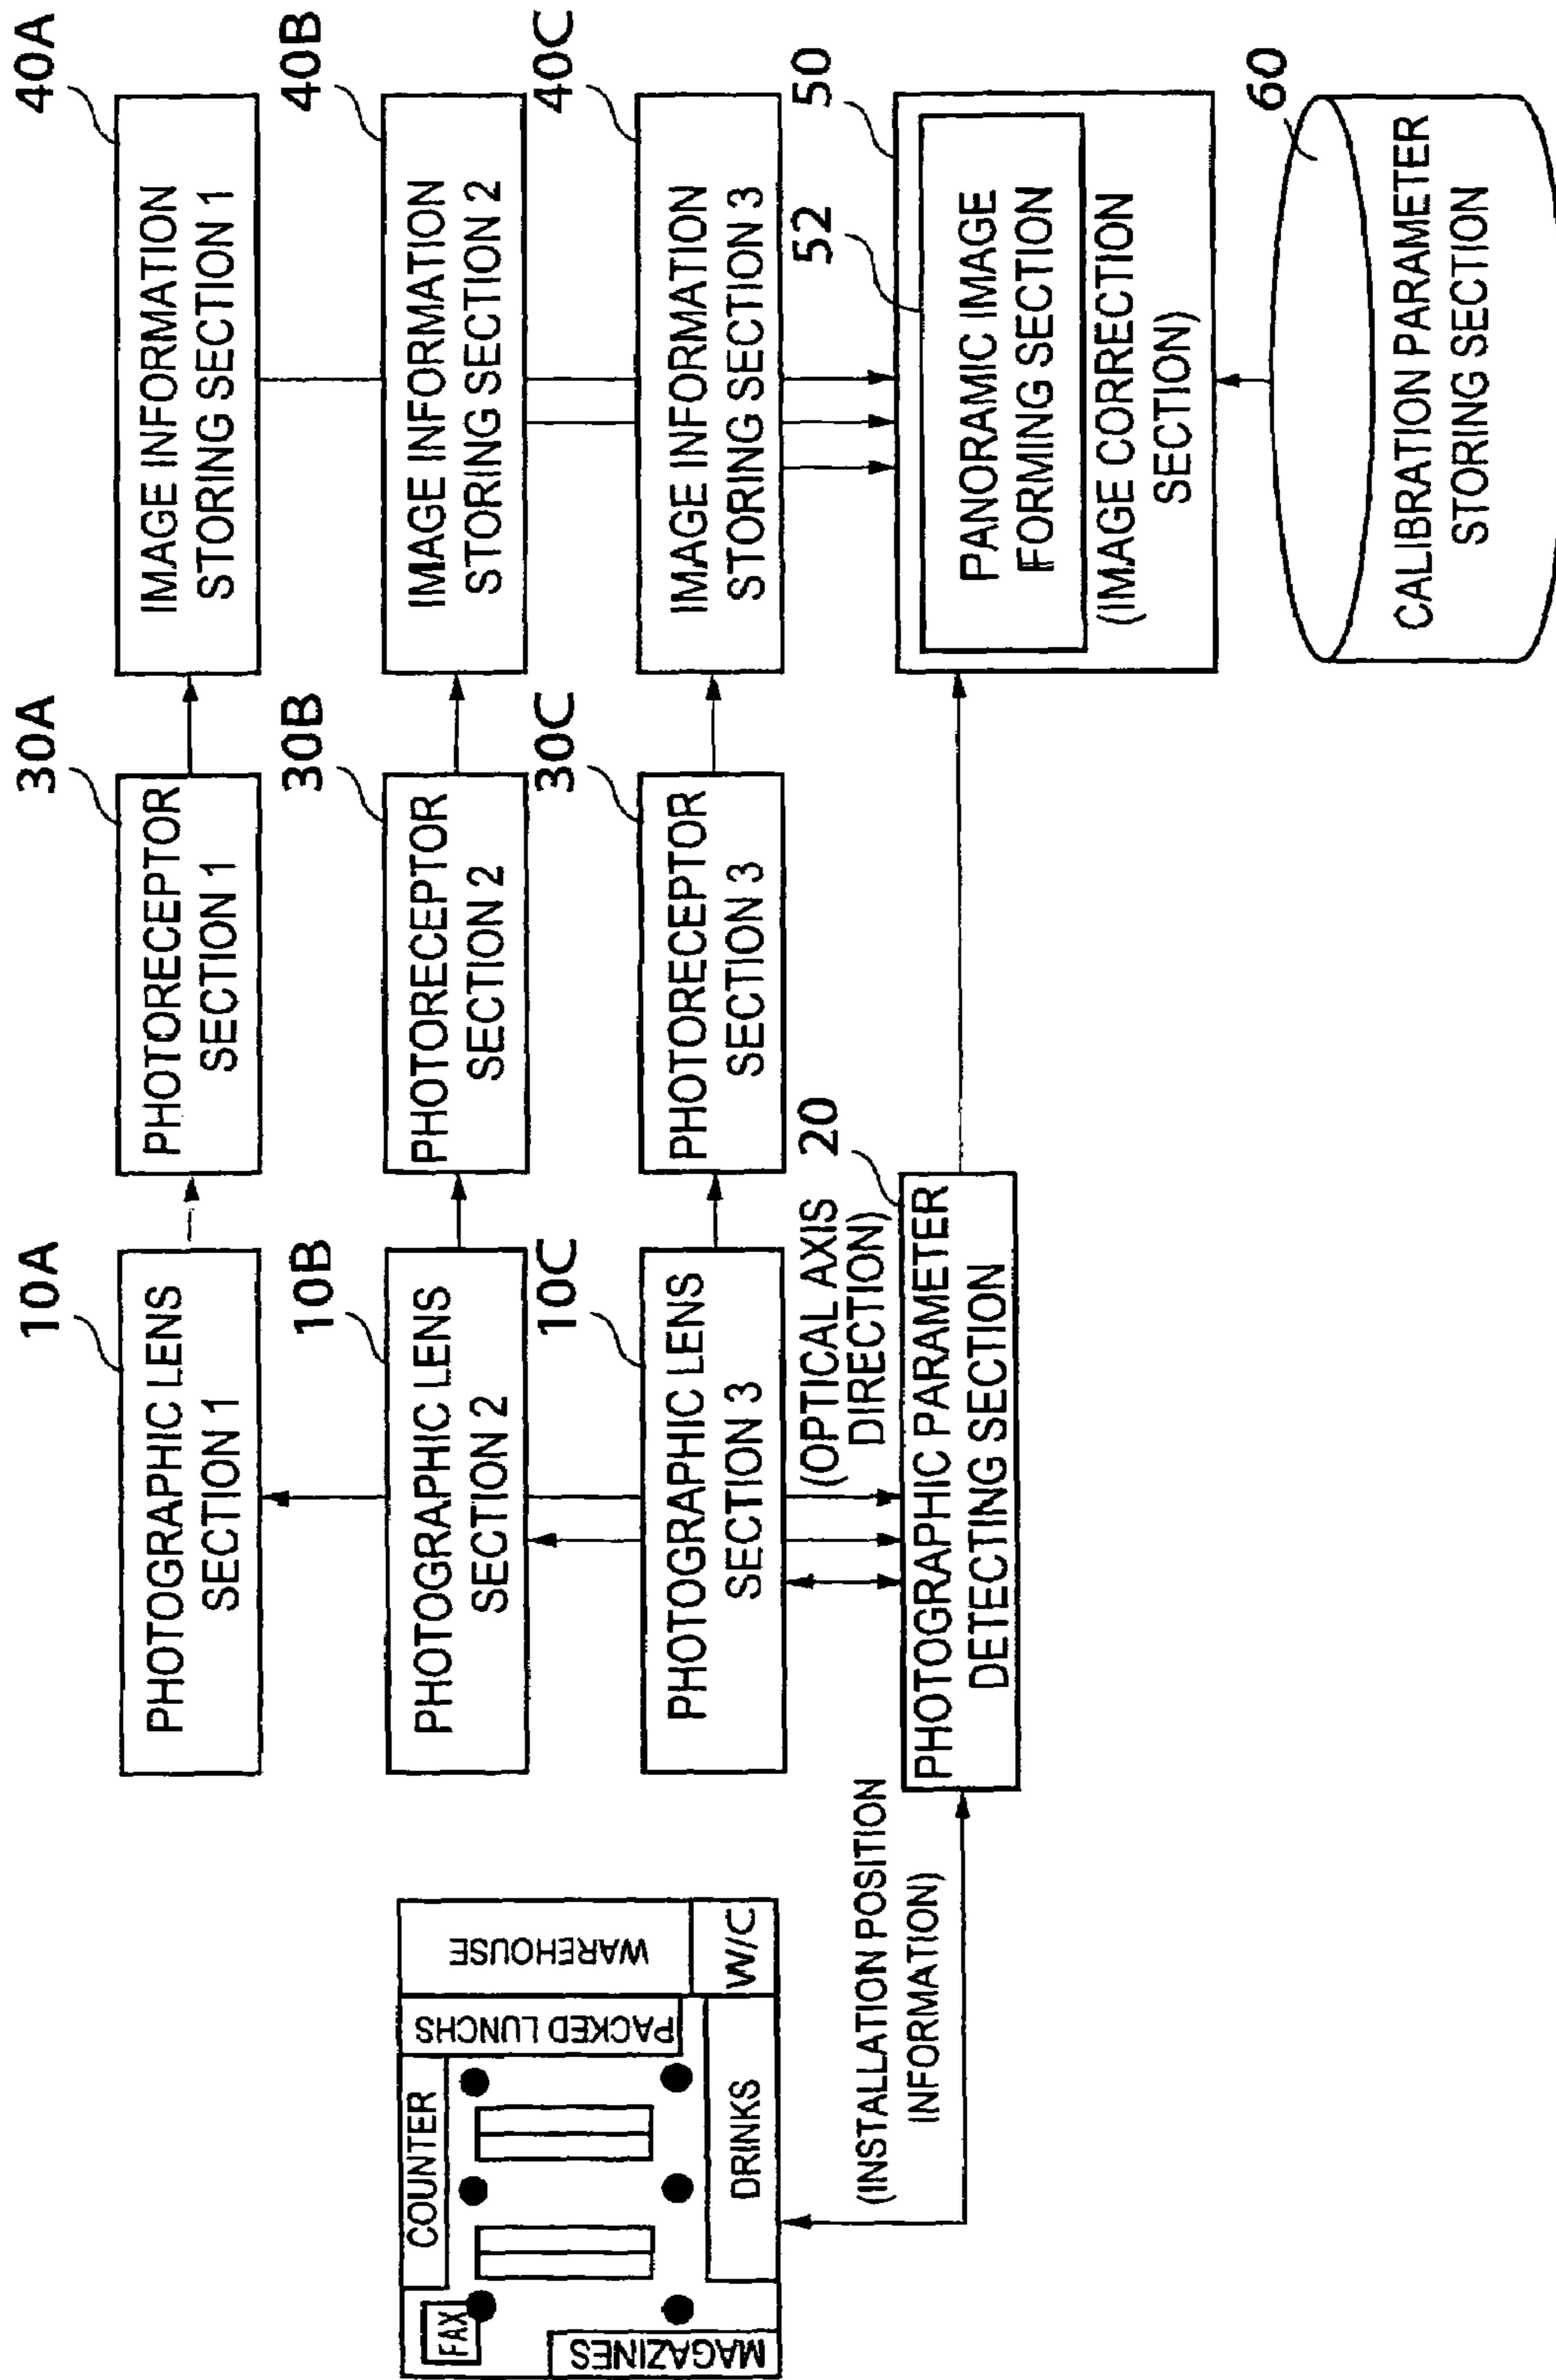 10A
PHOTOGRAPHIC LENS
SECTION 1
30A
PHOTORECEPTOR
SECTION 1
40A
IMAGE INFORMATION
STORING SECTION 1
10B
PHOTOGRAPHIC LENS
SECTION 2
30B
PHOTORECEPTOR
SECTION 2
40B
IMAGE INFORMATION
STORING SECTION 2
10C
PHOTOGRAPHIC LENS
SECTION 3
30C
PHOTORECEPTOR
SECTION 3
40C
IMAGE INFORMATION
STORING SECTION 3
FAX
COUNTER
PACKED LUNCHS
WAREHOUSE
MAGAZINES
DRINKS
W/C
(INSTALLATION POSITION
INFORMATION)
(OPTICAL AXIS
DIRECTION)
20
PHOTOGRAPHIC PARAMETER
DETECTING SECTION
52
50
PANORAMIC IMAGE
FORMING SECTION
(IMAGE CORRECTION
SECTION)
60
CALIBRATION PARAMETER
STORING SECTION